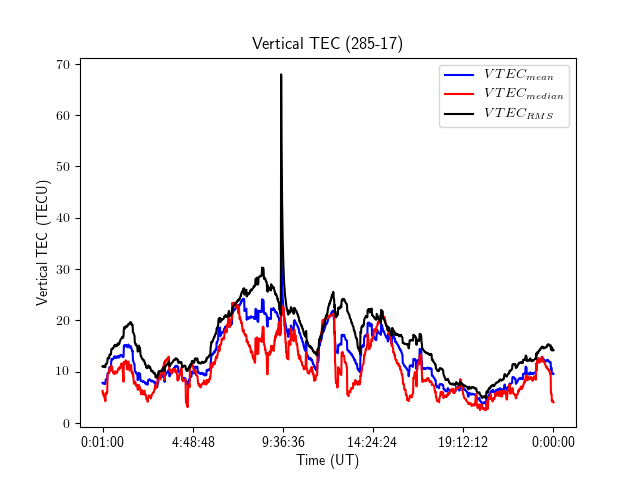 Vertical TEC (285-17)
VTEC_mean
VTEC_median
VTEC_RMS
Vertical TEC (TECU)
70
60
50
40
30
20
10
0
0:01:00 4:48:48 9:36:36 14:24:24 19:12:12 0:00:00
Time (UT)